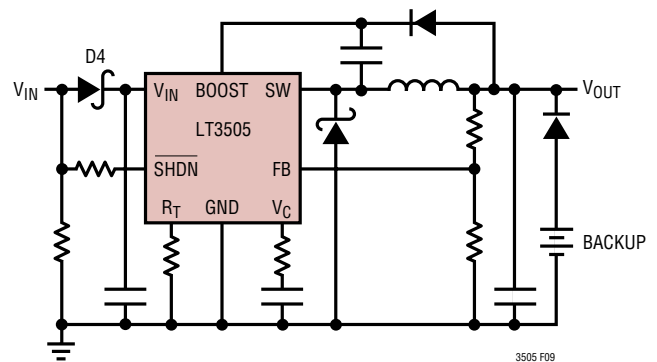 D4
V_IN
V_IN BOOST SW
V_OUT
LT3505
SHDN FB
R_T GND V_C
BACKUP
3505 F09